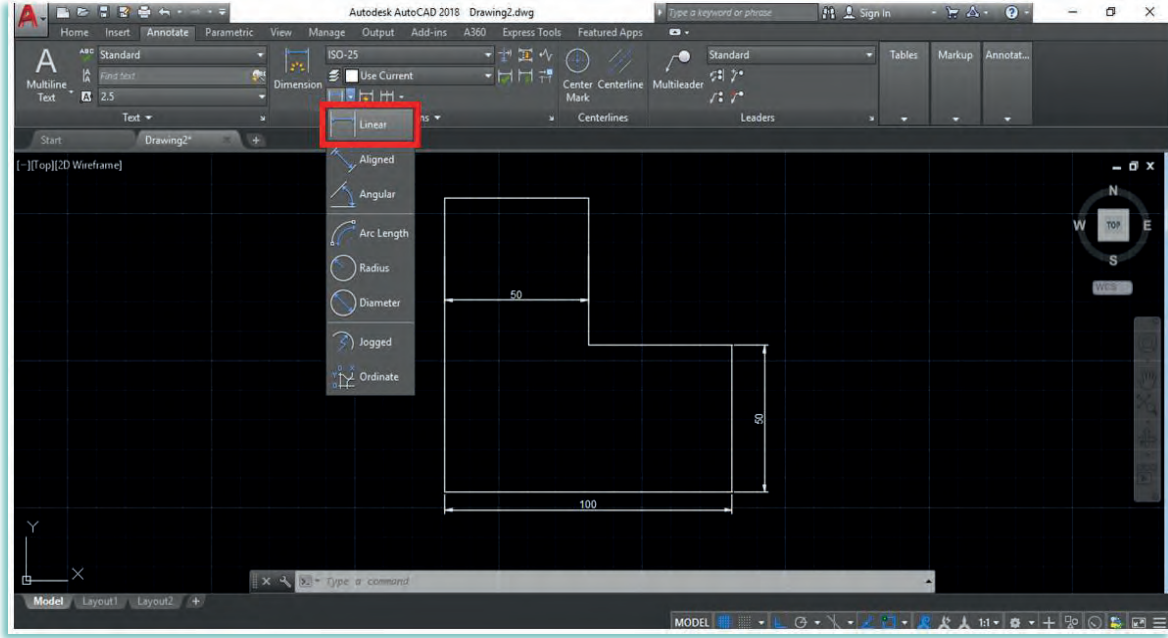 Autodesk AutoCAD 2018 Drawing2.dwg
Type a keyword or phrase
Sign In
Home Insert Annotate Parametric View Manage Output Add-ins A360 Express Tools Featured Apps
A
Multiline
Text
ABC Standard
Find text
2.5
Text
Dimension
ISO-25
Use Current
Center
Mark
Centerline
Centerlines
Multileader
Standard
Leaders
Tables
Markup
Annotat...
Start
Drawing2*
[-][Top][2D Wireframe]
Linear
Aligned
Angular
Arc Length
Radius
Diameter
Jogged
Ordinate
50
50
100
N
W
TOP
E
S
WCS
Y
X
Type a command
Model Layout1 Layout2 +
MODEL
1:1